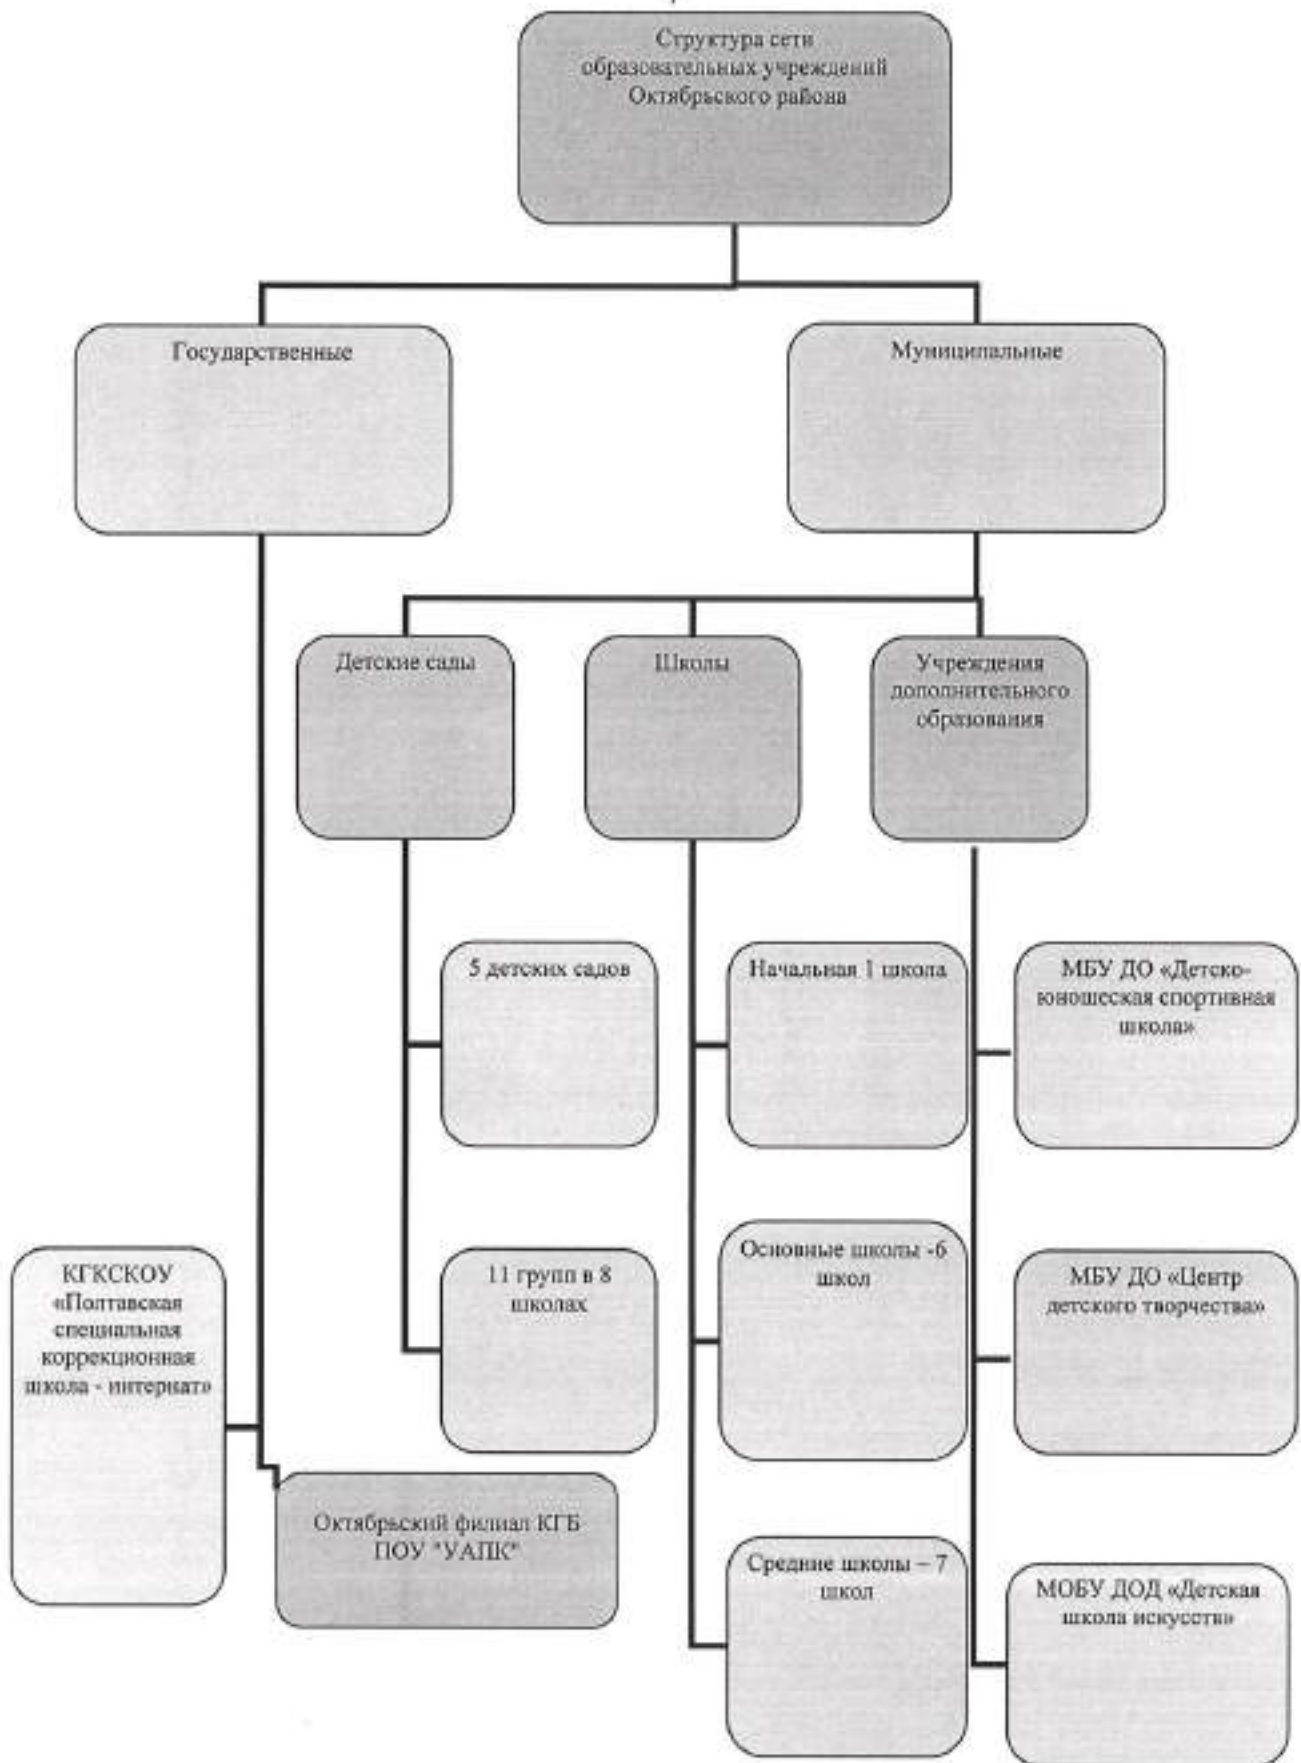 Структура сети
образовательных учреждений
Октябрьского района
Государственные
Муниципальные
Детские сады
Школы
Учреждения
дополнительного
образования
5 детских садов
Начальная 1 школа
МБУ ДО «Детско-
юношеская спортивная
школа»
КГКСКОУ
«Полтавская
специальная
коррекционная
школа - интернат»
11 групп в 8
школах
Основные школы -6
школ
МБУ ДО «Центр
детского творчества»
Октябрьский филиал КГБ
ПОУ "УАПК"
Средние школы – 7
школ
МОБУ ДОД «Детская
школа искусств»